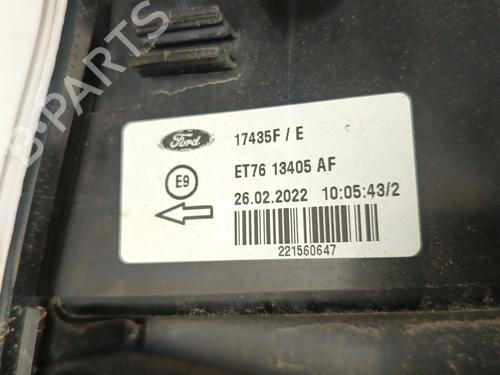 B-PARTS
Ford
17435F / E
E9
ET76 13405 AF
26.02.2022 10:05:43/2
221560647